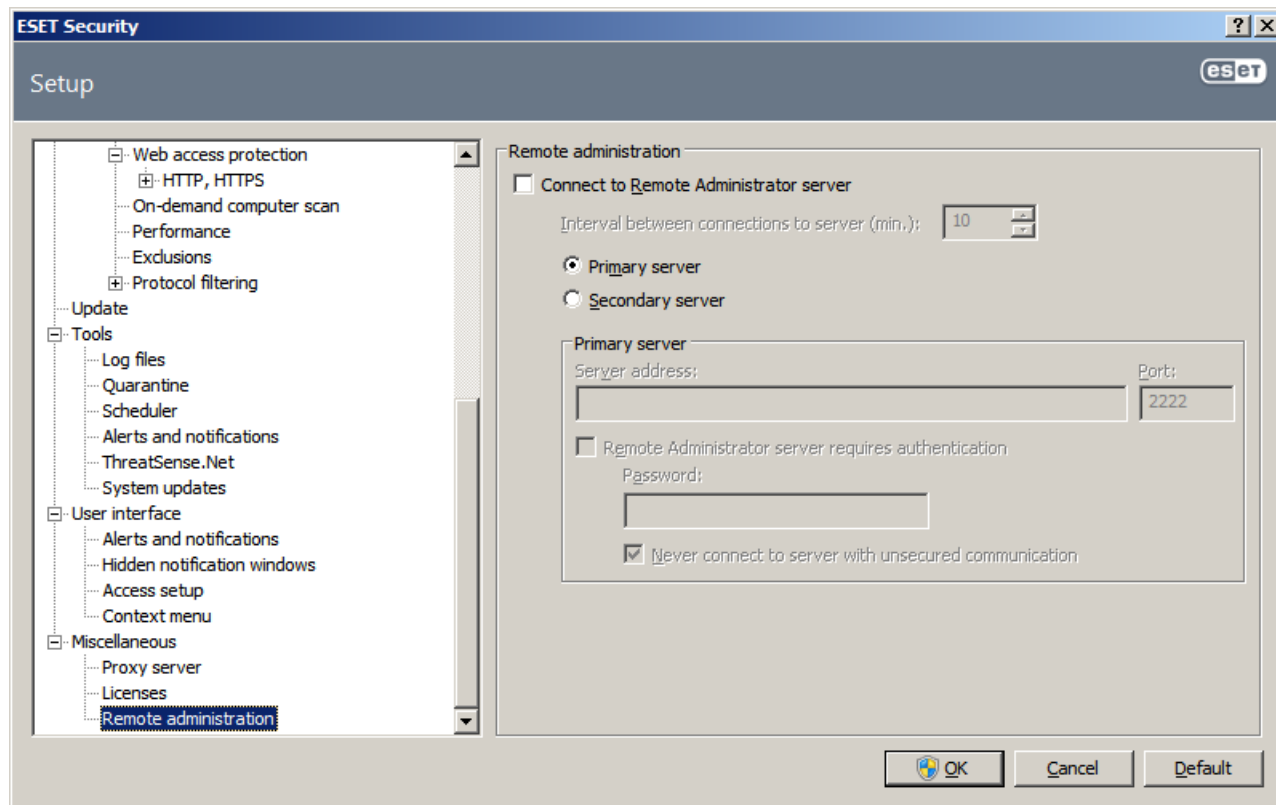 ESET Security
Setup
eset
Web access protection
HTTP, HTTPS
On-demand computer scan
Performance
Exclusions
Protocol filtering
Update
Tools
Log files
Quarantine
Scheduler
Alerts and notifications
ThreatSense.Net
System updates
User interface
Alerts and notifications
Hidden notification windows
Access setup
Context menu
Miscellaneous
Proxy server
Licenses
Remote administration
Remote administration
Connect to Remote Administrator server
Interval between connections to server (min.): 10
Primary server
Secondary server
Primary server
Server address: Port:
2222
Remote Administrator server requires authentication
Password:
Never connect to server with unsecured communication
OK Cancel Default